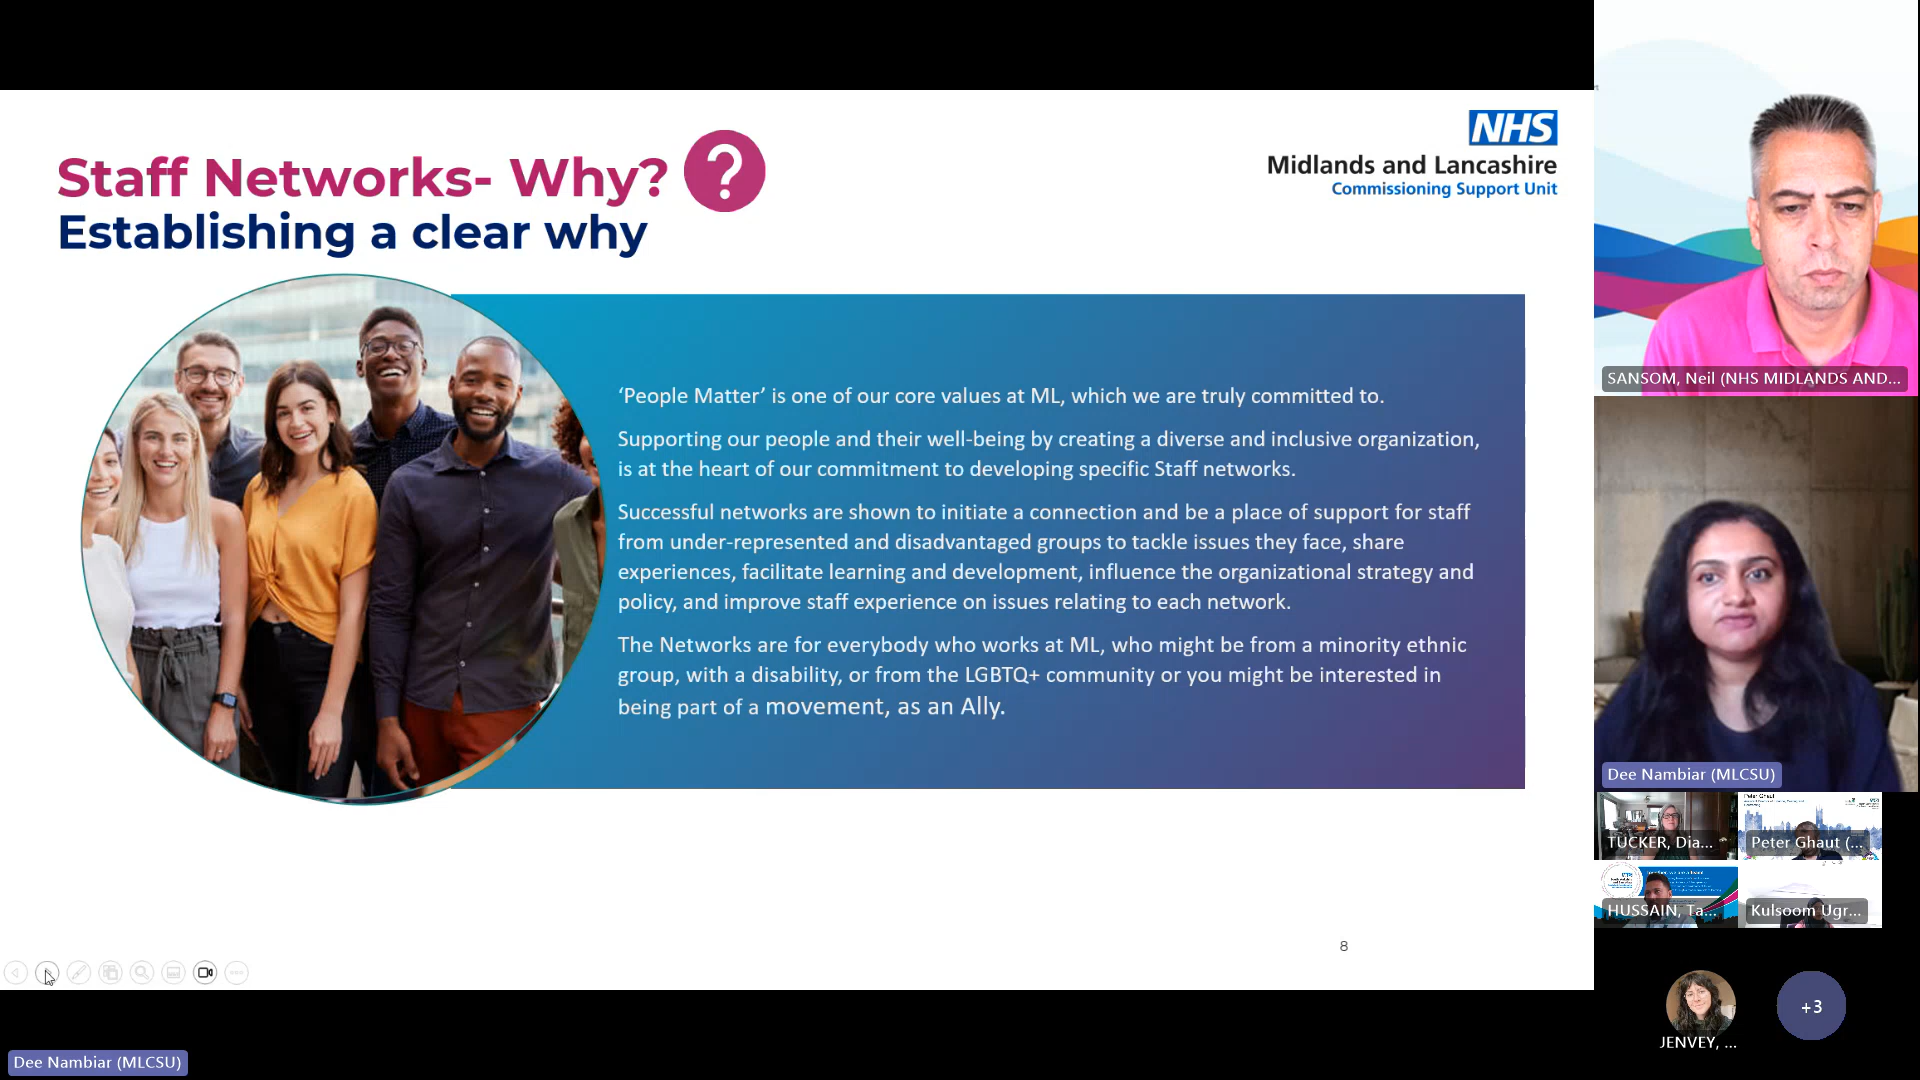 Staff Networks- Why?
?
Establishing a clear why
NHS
Midlands and Lancashire
Commissioning Support Unit
‘People Matter’ is one of our core values at ML, which we are truly committed to.
Supporting our people and their well-being by creating a diverse and inclusive organization,
is at the heart of our commitment to developing specific Staff networks.
Successful networks are shown to initiate a connection and be a place of support for staff
from under-represented and disadvantaged groups to tackle issues they face, share
experiences, facilitate learning and development, influence the organizational strategy and
policy, and improve staff experience on issues relating to each network.
The Networks are for everybody who works at ML, who might be from a minority ethnic
group, with a disability, or from the LGBTQ+ community or you might be interested in
being part of a movement, as an Ally.
8
SANSOM, Neil (NHS MIDLANDS AND...
Dee Nambiar (MLCSU)
Peter Ghaut
TUCKER, Dia...
Peter Ghaut (...
HUSSAIN, Ta...
Kulsoom Ugr...
JENVEY, ...
+3
Dee Nambiar (MLCSU)